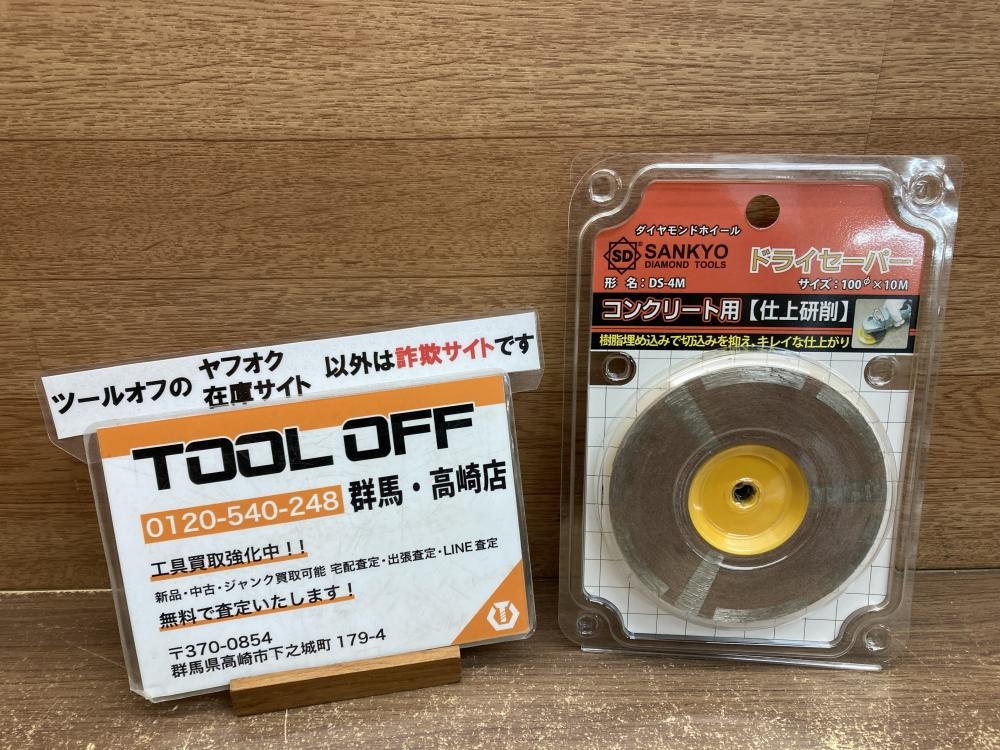 ツールオフの ヤフオク 在庫サイト 以外は詐欺サイトです
TOOL OFF
0120-540-248 群馬・高崎店
工具買取強化中！！
新品・中古・ジャンク買取可能 宅配査定・出張査定・LINE査定
無料で査定いたします！
〒370-0854
群馬県高崎市下之城町 179-4
ダイヤモンドホイール
SD® SANKYO
DIAMOND TOOLS
ドライセーバー
形 名：DS-4M
サイズ：100φ×10M
コンクリート用【仕上研削】
樹脂埋め込みで切込みを抑え、キレイな仕上がり